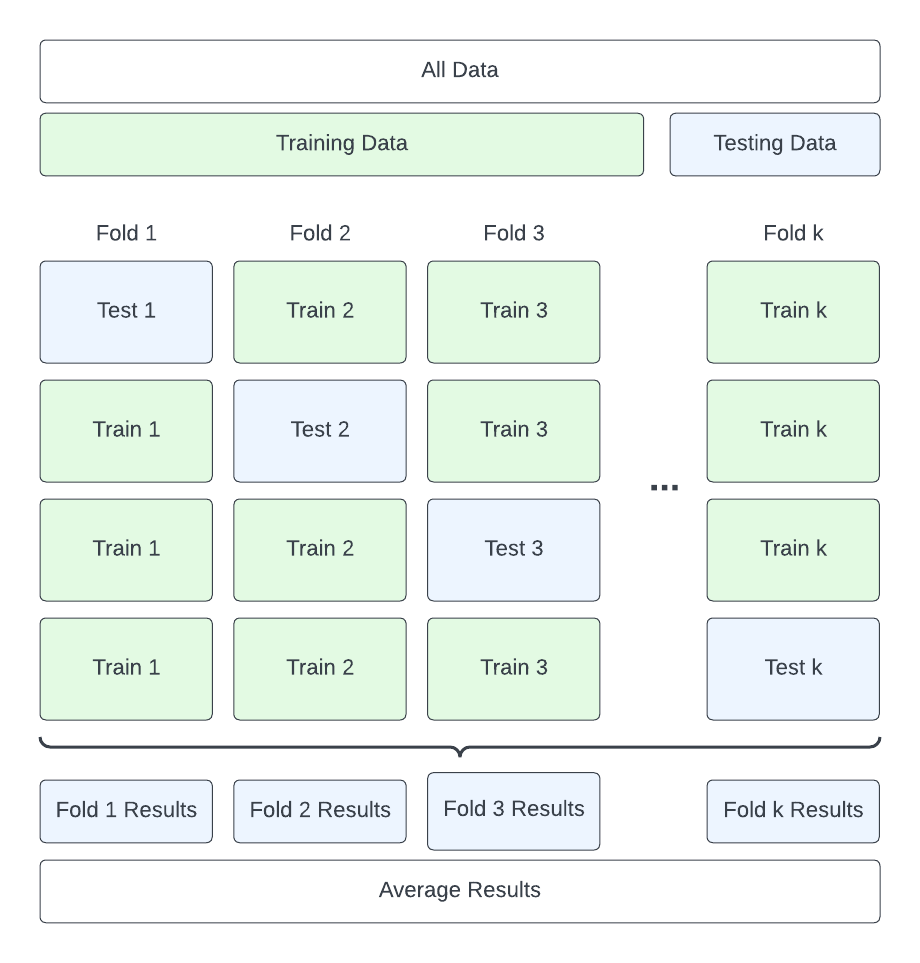 All Data
Training Data Testing Data
Fold 1 Fold 2 Fold 3 Fold k
Test 1 Train 2 Train 3 Train k
Train 1 Test 2 Train 3 Train k
...
Train 1 Train 2 Test 3 Train k
Train 1 Train 2 Train 3 Test k
Fold 1 Results Fold 2 Results Fold 3 Results Fold k Results
Average Results